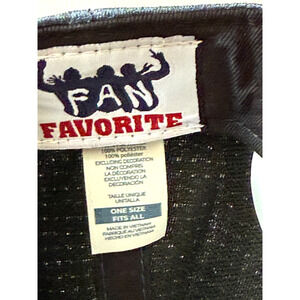 FAN
FAVORITE
100% POLYESTER
100% poliester
EXCLUDING DECORATION
NON COMPRIS
LA DÉCORATION
EXCLUYENDO LA
DECORACIÓN
TAILLE UNIQUE
UNITALLA
ONE SIZE
FITS ALL
MADE IN VIETNAM
FABRIQUÉ AU VIETNAM
HECHO EN VIETNAM